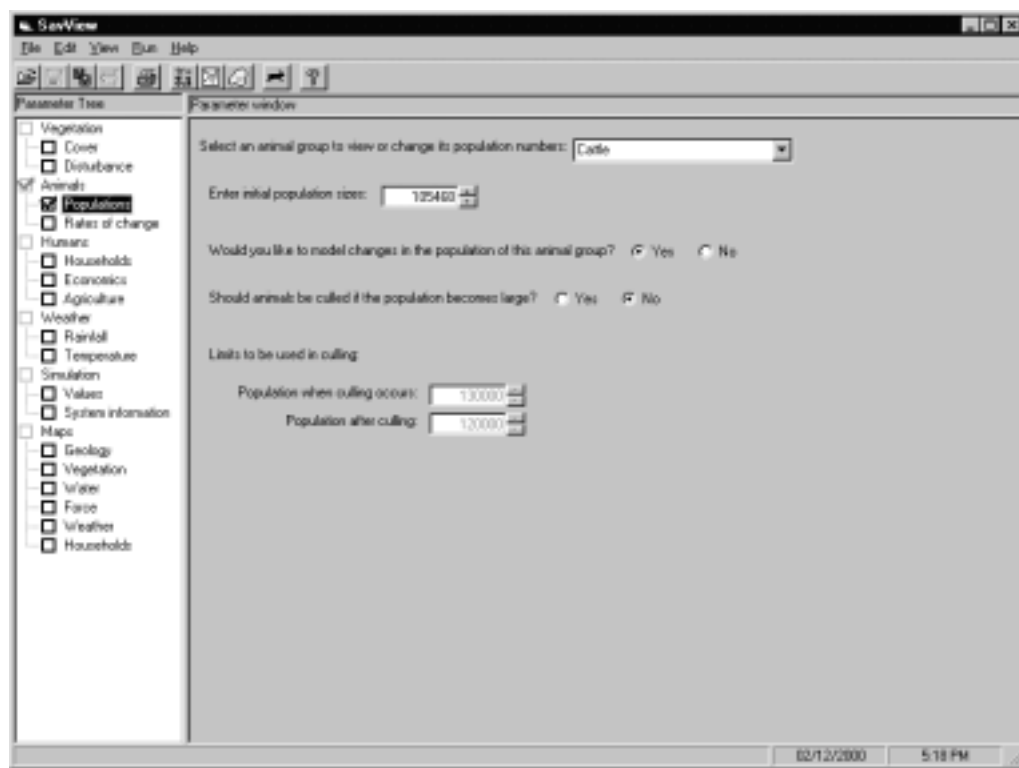 SavView
File Edit View Run Help
Parameter Tree
Parameter window
Vegetation
Cover
Disturbance
Animals
Populations
Rates of change
Humans
Households
Economics
Agriculture
Weather
Rainfall
Temperature
Simulation
Values
System information
Maps
Geology
Vegetation
Water
Force
Weather
Households
Select an animal group to view or change its population numbers: Cattle
Enter initial population sizes: 105460
Would you like to model changes in the population of this animal group? Yes No
Should animals be culled if the population becomes large? Yes No
Limits to be used in culling:
Population when culling occurs: 130000
Population after culling: 120000
02/12/2000 5:18 PM